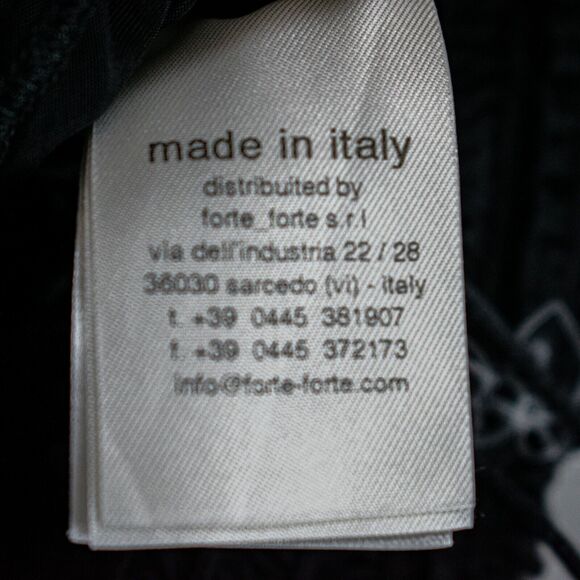 made in italy
distribuited by
forte_forte s.r.l
via dell'industria 22 / 28
36030 sarcedo (vi) - italy
t. +39 0445 381907
f. +39 0445 372173
info@forte-forte.com